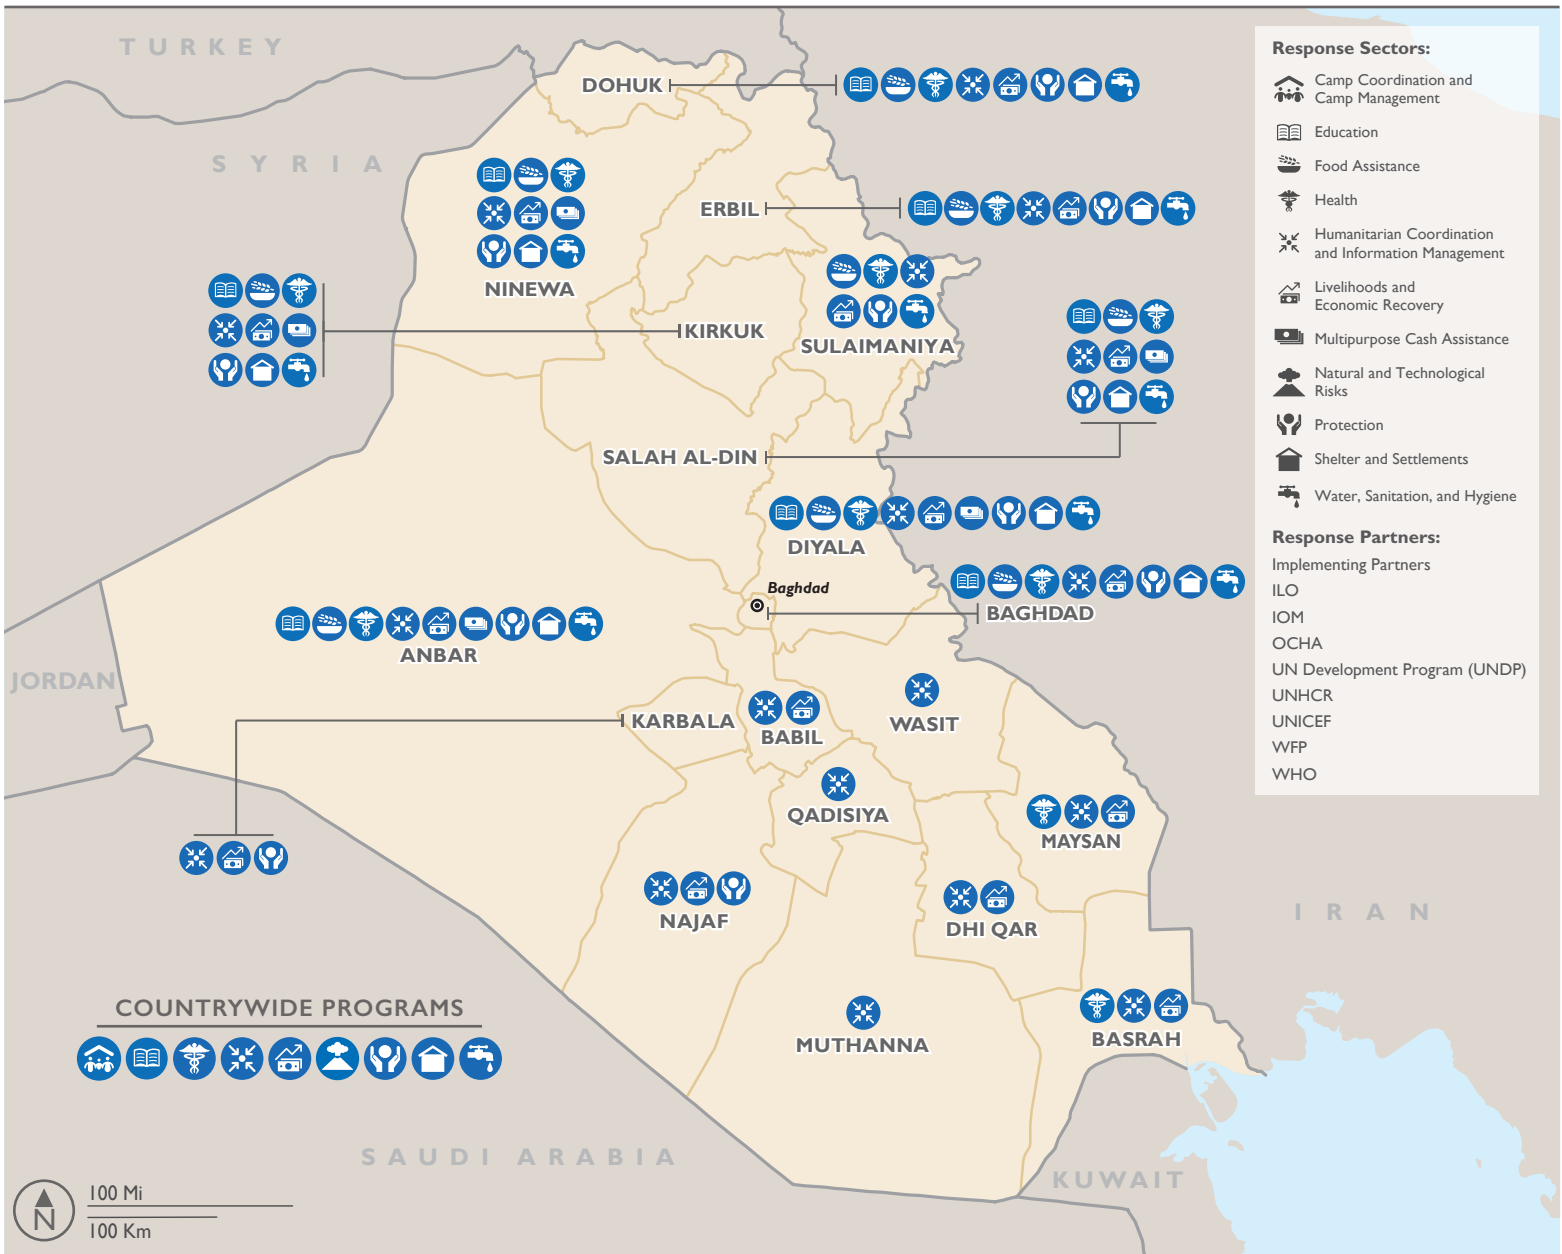 TURKEY
SYRIA
JORDAN
SAUDI ARABIA
KUWAIT
IRAN
DOHUK
ERBIL
NINEWA
KIRKUK
SULAIMANIYA
SALAH AL-DIN
DIYALA
Baghdad
BAGHDAD
ANBAR
KARBALA
BABIL
WASIT
QADISIYA
MAYSAN
NAJAF
DHI QAR
MUTHANNA
BASRAH
COUNTRYWIDE PROGRAMS
N
100 Mi
100 Km
Response Sectors:
Camp Coordination and
Camp Management
Education
Food Assistance
Health
Humanitarian Coordination
and Information Management
Livelihoods and
Economic Recovery
Multipurpose Cash Assistance
Natural and Technological
Risks
Protection
Shelter and Settlements
Water, Sanitation, and Hygiene
Response Partners:
Implementing Partners
ILO
IOM
OCHA
UN Development Program (UNDP)
UNHCR
UNICEF
WFP
WHO